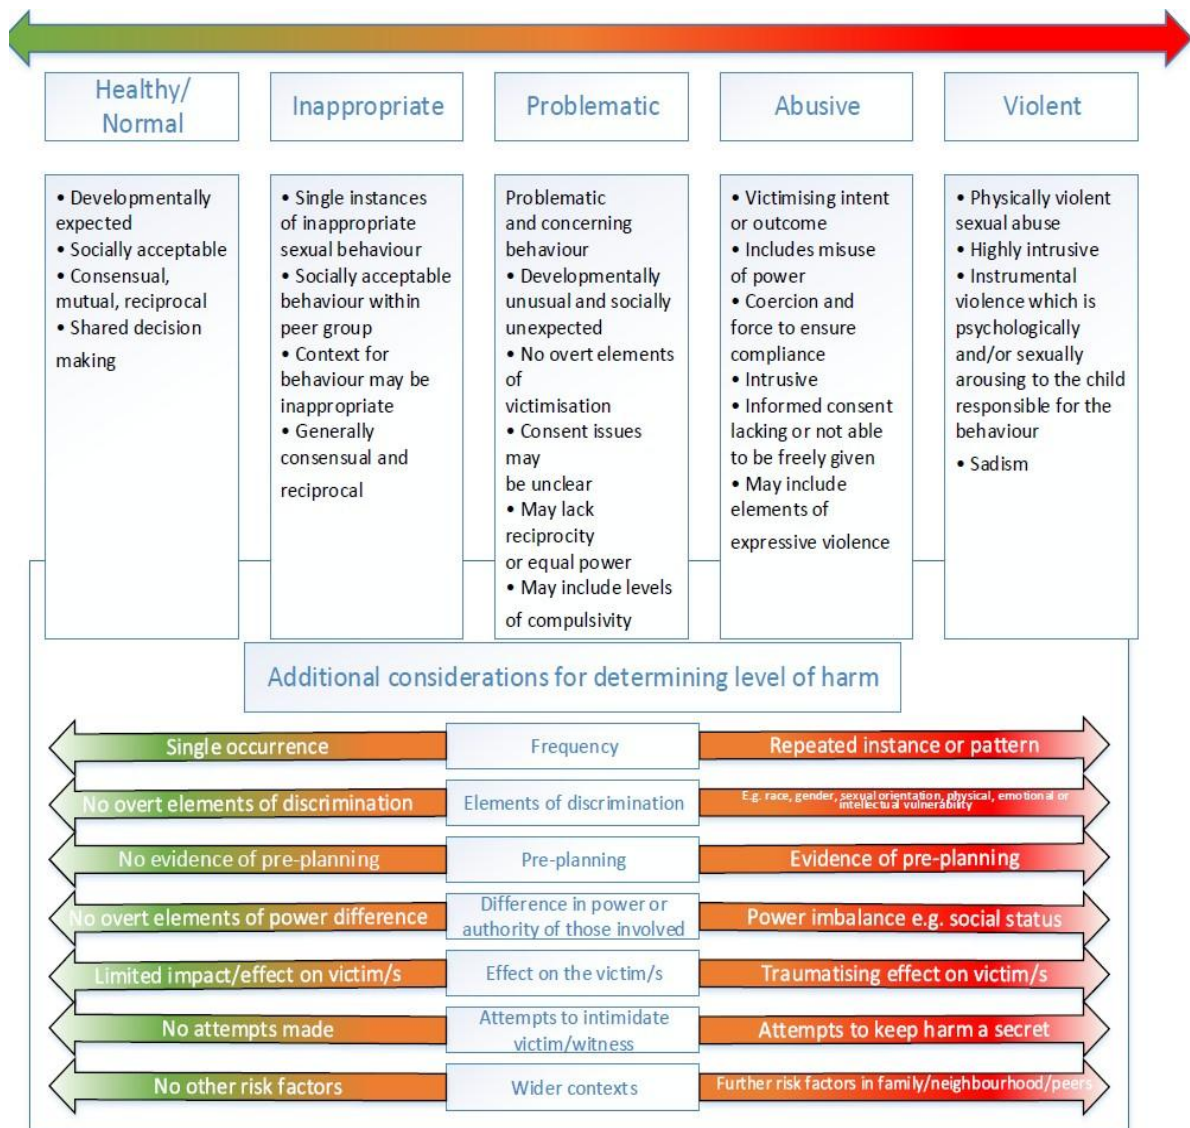 Healthy/
Normal
Inappropriate
Problematic
Abusive
Violent
• Developmentally
expected
• Socially acceptable
• Consensual,
mutual, reciprocal
• Shared decision
making
• Single instances
of inappropriate
sexual behaviour
• Socially acceptable
behaviour within
peer group
• Context for
behaviour may be
inappropriate
• Generally
consensual and
reciprocal
Problematic
and concerning
behaviour
• Developmentally
unusual and socially
unexpected
• No overt elements
of
victimisation
• Consent issues
may
be unclear
• May lack
reciprocity
or equal power
• May include levels
of compulsivity
• Victimising intent
or outcome
• Includes misuse
of power
• Coercion and
force to ensure
compliance
• Intrusive
• Informed consent
lacking or not able
to be freely given
• May include
elements of
expressive violence
• Physically violent
sexual abuse
• Highly intrusive
• Instrumental
violence which is
psychologically
and/or sexually
arousing to the child
responsible for the
behaviour
• Sadism
Additional considerations for determining level of harm
Single occurrence
Frequency
Repeated instance or pattern
No overt elements of discrimination
Elements of discrimination
E.g. race, gender, sexual orientation, physical, emotional or
intellectual vulnerability
No evidence of pre-planning
Pre-planning
Evidence of pre-planning
No overt elements of power difference
Difference in power or
authority of those involved
Power imbalance e.g. social status
Limited impact/effect on victim/s
Effect on the victim/s
Traumatising effect on victim/s
No attempts made
Attempts to intimidate
victim/witness
Attempts to keep harm a secret
No other risk factors
Wider contexts
Further risk factors in family/neighbourhood/peers